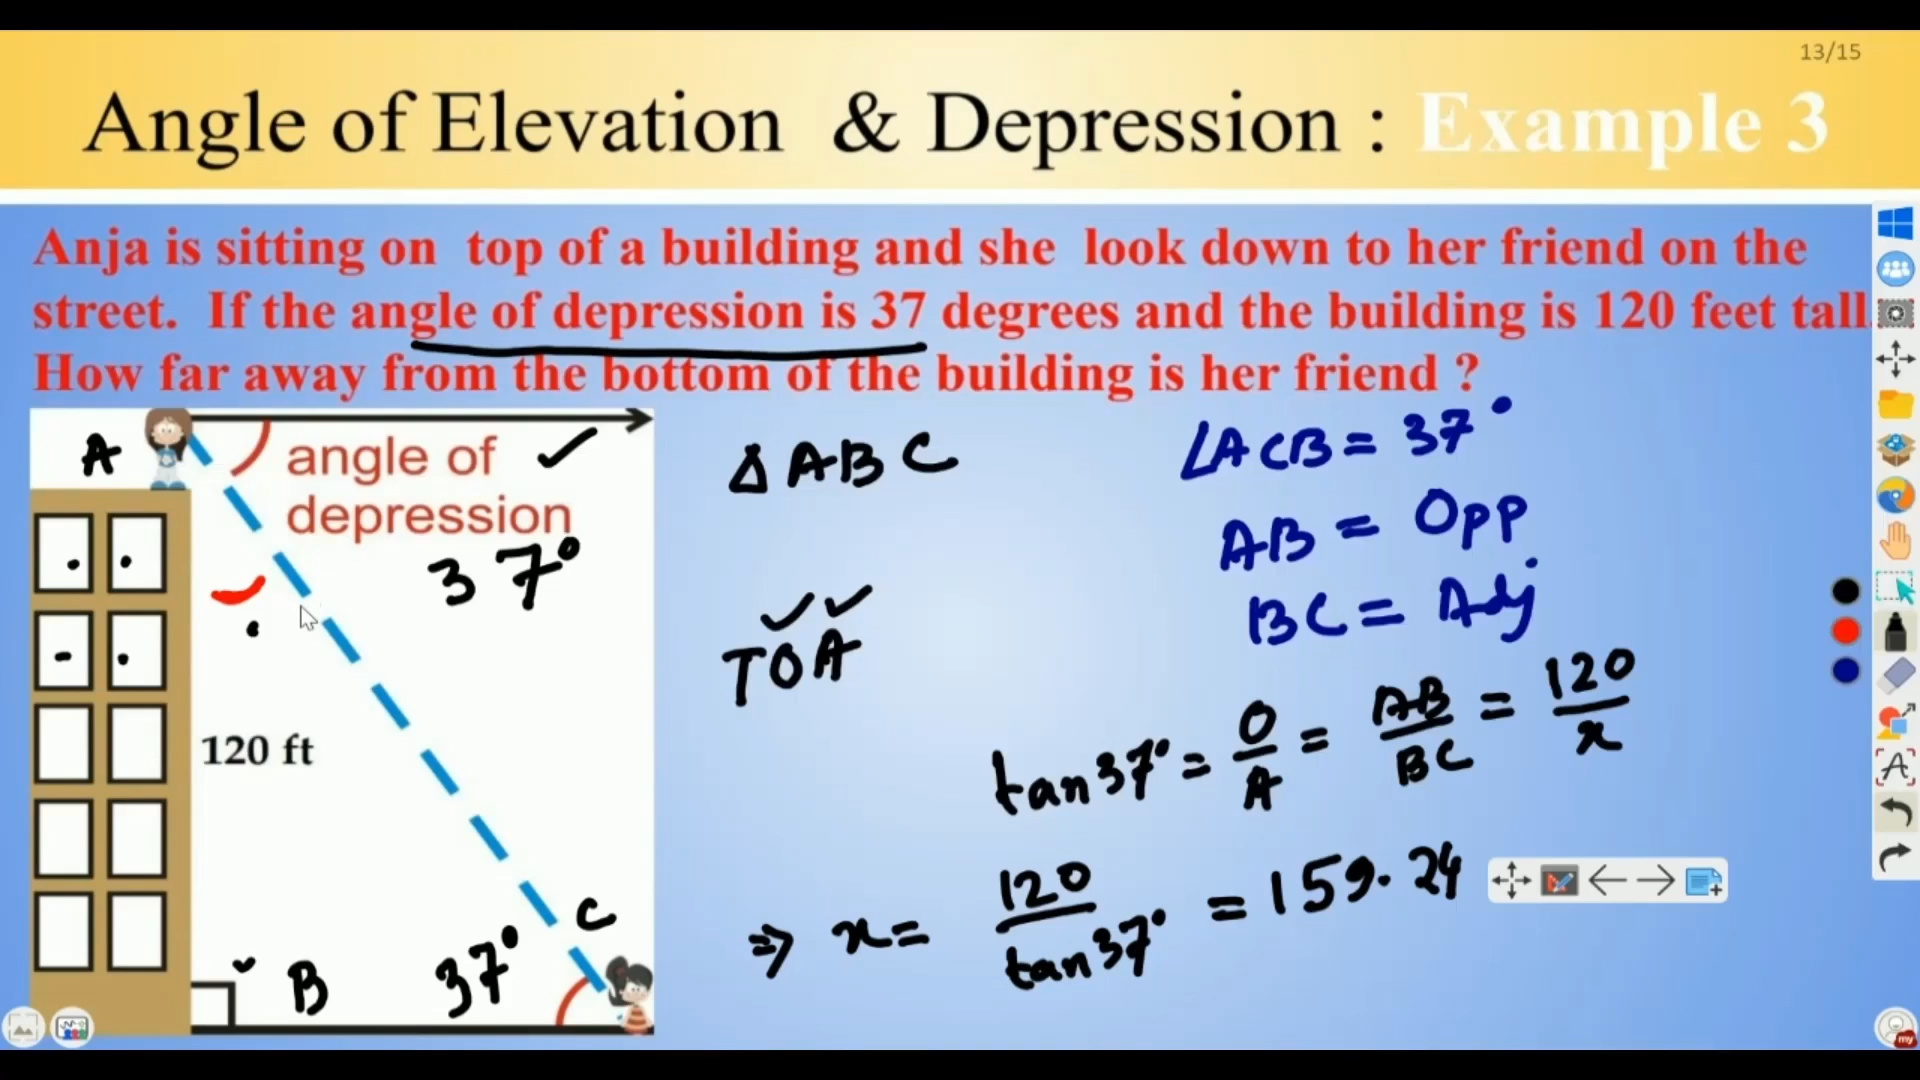 13/15
Angle of Elevation & Depression : Example 3
Anja is sitting on top of a building and she look down to her friend on the
street. If the angle of depression is 37 degrees and the building is 120 feet tall.
How far away from the bottom of the building is her friend ?
A
angle of
depression
37°
120 ft
B
37°
C
∆ABC
TOA
∠ACB = 37°
AB = Opp
BC = Adj
tan37° = O/A = AB/BC = 120/x
⇒ x = 120/tan37° = 159.24
my